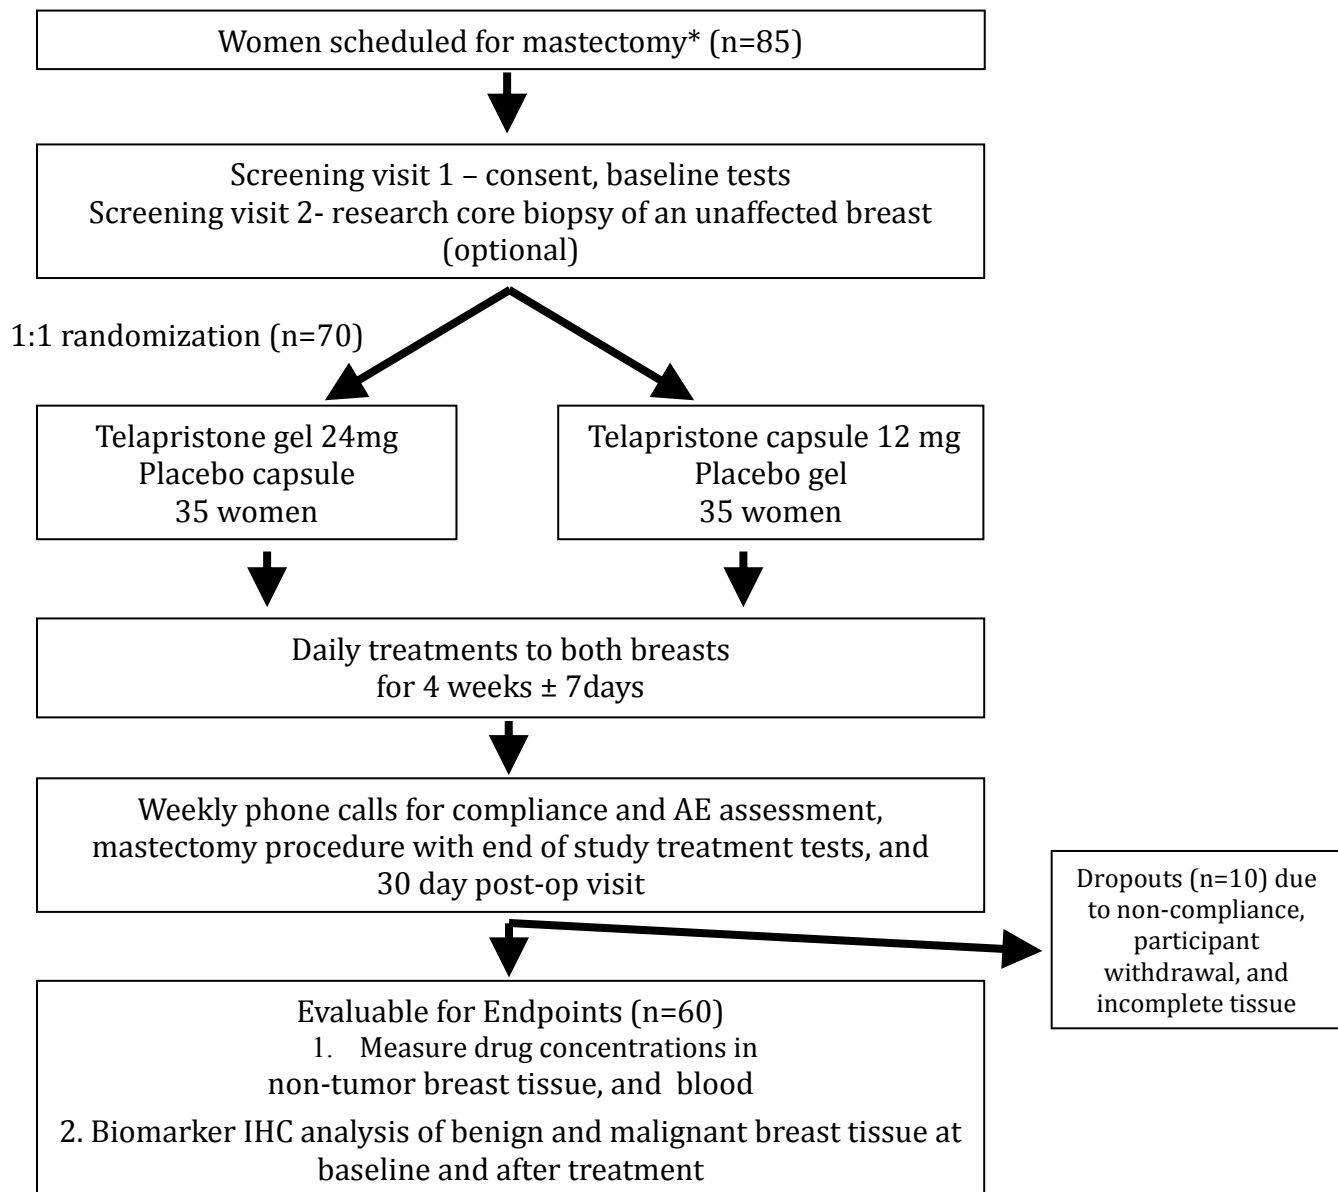 Women scheduled for mastectomy* (n=85)
Screening visit 1 – consent, baseline tests
Screening visit 2- research core biopsy of an unaffected breast
(optional)
1:1 randomization (n=70)
Telapristone gel 24mg
Placebo capsule
35 women
Telapristone capsule 12 mg
Placebo gel
35 women
Daily treatments to both breasts
for 4 weeks ± 7days
Weekly phone calls for compliance and AE assessment,
mastectomy procedure with end of study treatment tests, and
30 day post-op visit
Dropouts (n=10) due
to non-compliance,
participant
withdrawal, and
incomplete tissue
Evaluable for Endpoints (n=60)
1. Measure drug concentrations in
non-tumor breast tissue, and blood
2. Biomarker IHC analysis of benign and malignant breast tissue at
baseline and after treatment